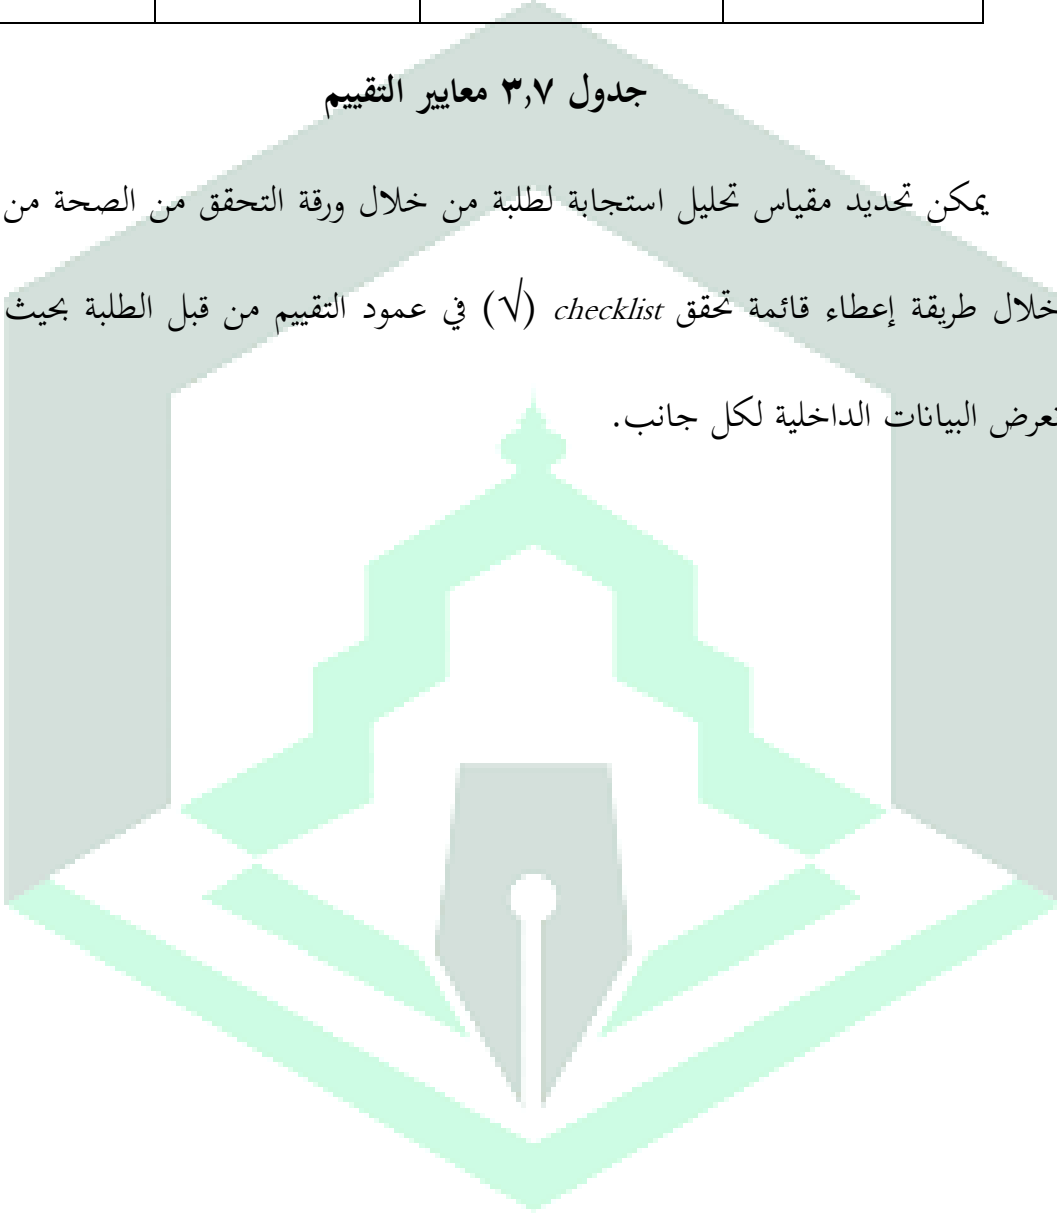 جدول ٣,٧ معايير التقييم
يمكن تحديد مقياس تحليل استجابة لطلبة من خلال ورقة التحقق من الصحة من
خلال طريقة إعطاء قائمة تحقق checklist (√) في عمود التقييم من قبل الطلبة بحيث
تعرض البيانات الداخلية لكل جانب.